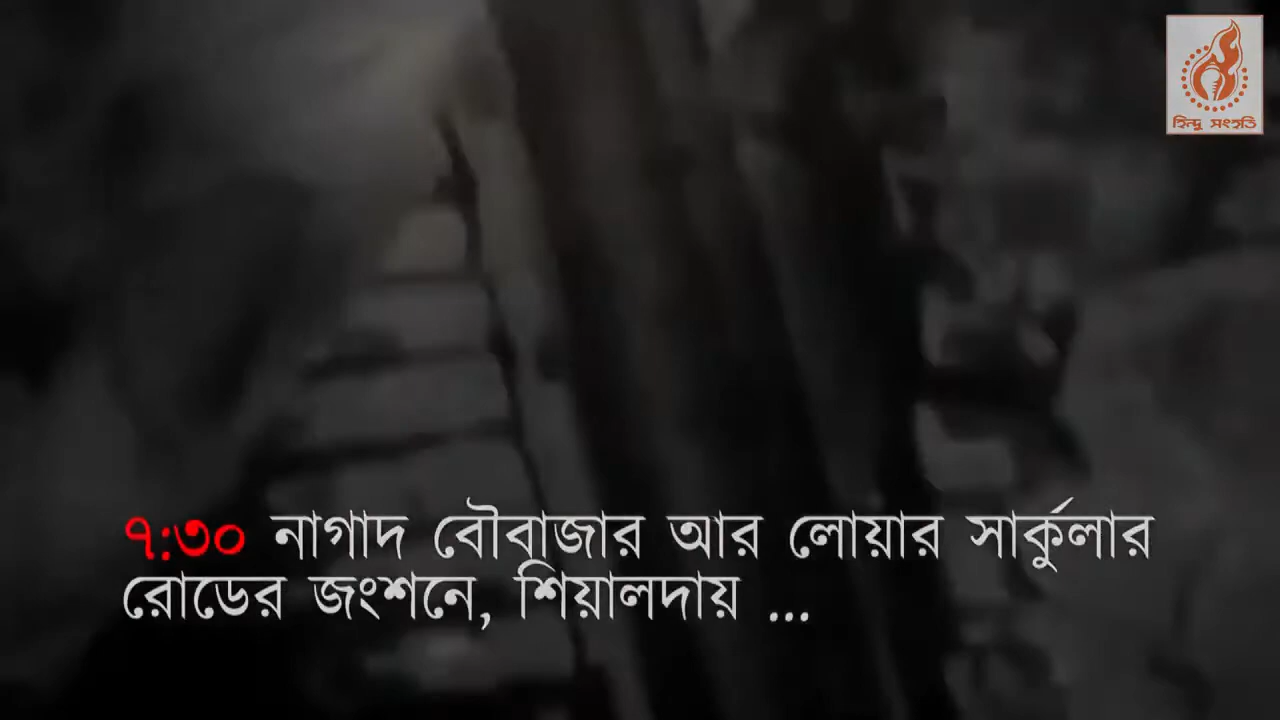 হিন্দু সংহতি
৭:৩০ নাগাদ বৌবাজার আর লোয়ার সার্কুলার
রোডের জংশনে, শিয়ালদায় ...